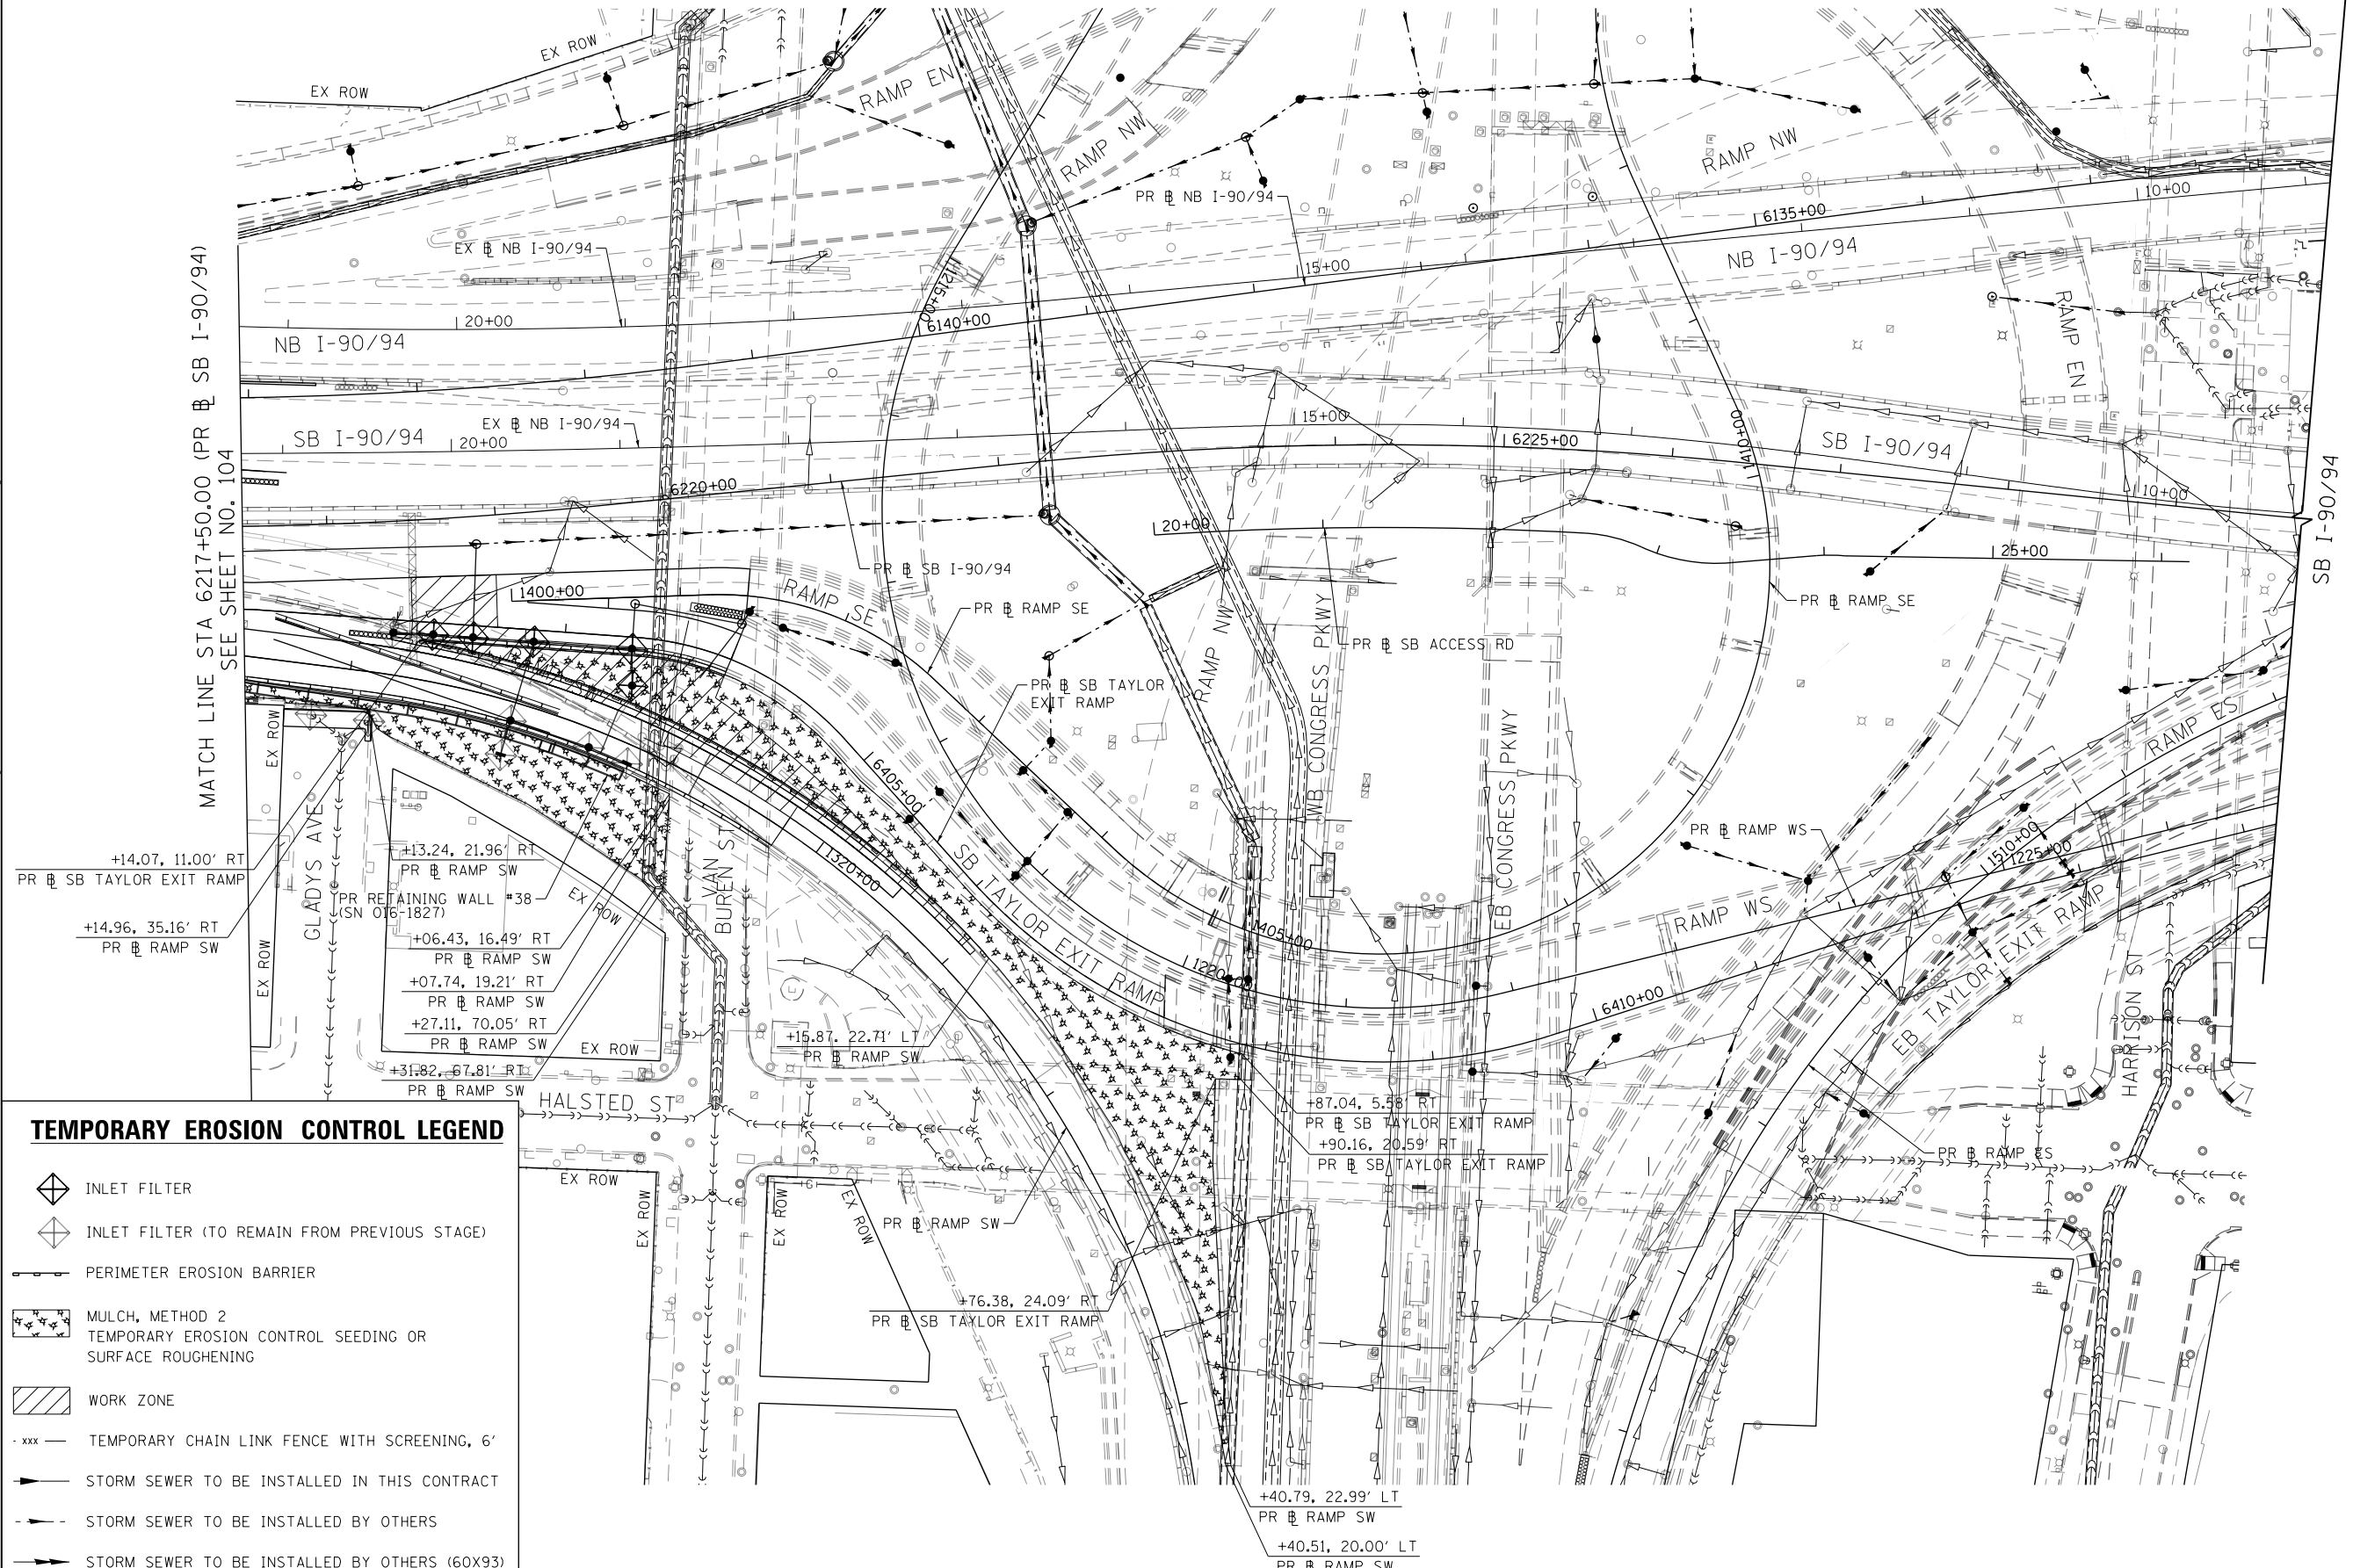 EX ROW
EX ROW
RAMP EN
RAMP NW
RAMP NW
PR ⅊ NB I-90/94
10+00
6135+00
EX ⅊ NB I-90/94
NB I-90/94
15+00
1215+00
20+00
6140+00
NB I-90/94
RAMP EN
MATCH LINE STA 6217+50.00 (PR ⅊ SB I-90/94)
SEE SHEET NO. 104
SB I-90/94
20+00
EX ⅊ NB I-90/94
15+00
6225+00
1410+00
SB I-90/94
10+00
6220+00
20+00
25+00
SB I-90/94
PR ⅊ SB I-90/94
1400+00
RAMP SE
PR ⅊ RAMP SE
PR ⅊ RAMP SE
PR ⅊ SB ACCESS RD
RAMP NW
WB CONGRESS PKWY
EB CONGRESS PKWY
PR ⅊ SB TAYLOR
EXIT RAMP
EX ROW
RAMP ES
6405+00
GLADYS AVE
VAN
BUREN ST
1320+00
SB TAYLOR EXIT RAMP
PR ⅊ RAMP WS
1510+00
1225+00
+14.07, 11.00' RT
PR ⅊ SB TAYLOR EXIT RAMP
+13.24, 21.96' RT
PR ⅊ RAMP SW
PR RETAINING WALL #38
(SN 016-1827)
EX ROW
+14.96, 35.16' RT
PR ⅊ RAMP SW
EX ROW
+06.43, 16.49' RT
PR ⅊ RAMP SW
+07.74, 19.21' RT
PR ⅊ RAMP SW
+27.11, 70.05' RT
PR ⅊ RAMP SW
EX ROW
+31.82, 67.81' RT
PR ⅊ RAMP SW
RAMP WS
1405+00
1220+00
6410+00
EB TAYLOR EXIT RAMP
HARRISON ST
+15.87, 22.71' LT
PR ⅊ RAMP SW
HALSTED ST
+87.04, 5.58' RT
PR ⅊ SB TAYLOR EXIT RAMP
+90.16, 20.59' RT
PR ⅊ SB TAYLOR EXIT RAMP
PR ⅊ RAMP ES
EX ROW
EX ROW
EX ROW
G
EX ROW
PR ⅊ RAMP SW
+76.38, 24.09' RT
PR ⅊ SB TAYLOR EXIT RAMP
+40.79, 22.99' LT
PR ⅊ RAMP SW
+40.51, 20.00' LT
PR ⅊ RAMP SW
TEMPORARY EROSION CONTROL LEGEND
INLET FILTER
INLET FILTER (TO REMAIN FROM PREVIOUS STAGE)
PERIMETER EROSION BARRIER
MULCH, METHOD 2
TEMPORARY EROSION CONTROL SEEDING OR
SURFACE ROUGHENING
WORK ZONE
xxx TEMPORARY CHAIN LINK FENCE WITH SCREENING, 6'
STORM SEWER TO BE INSTALLED IN THIS CONTRACT
STORM SEWER TO BE INSTALLED BY OTHERS
STORM SEWER TO BE INSTALLED BY OTHERS (60X93)